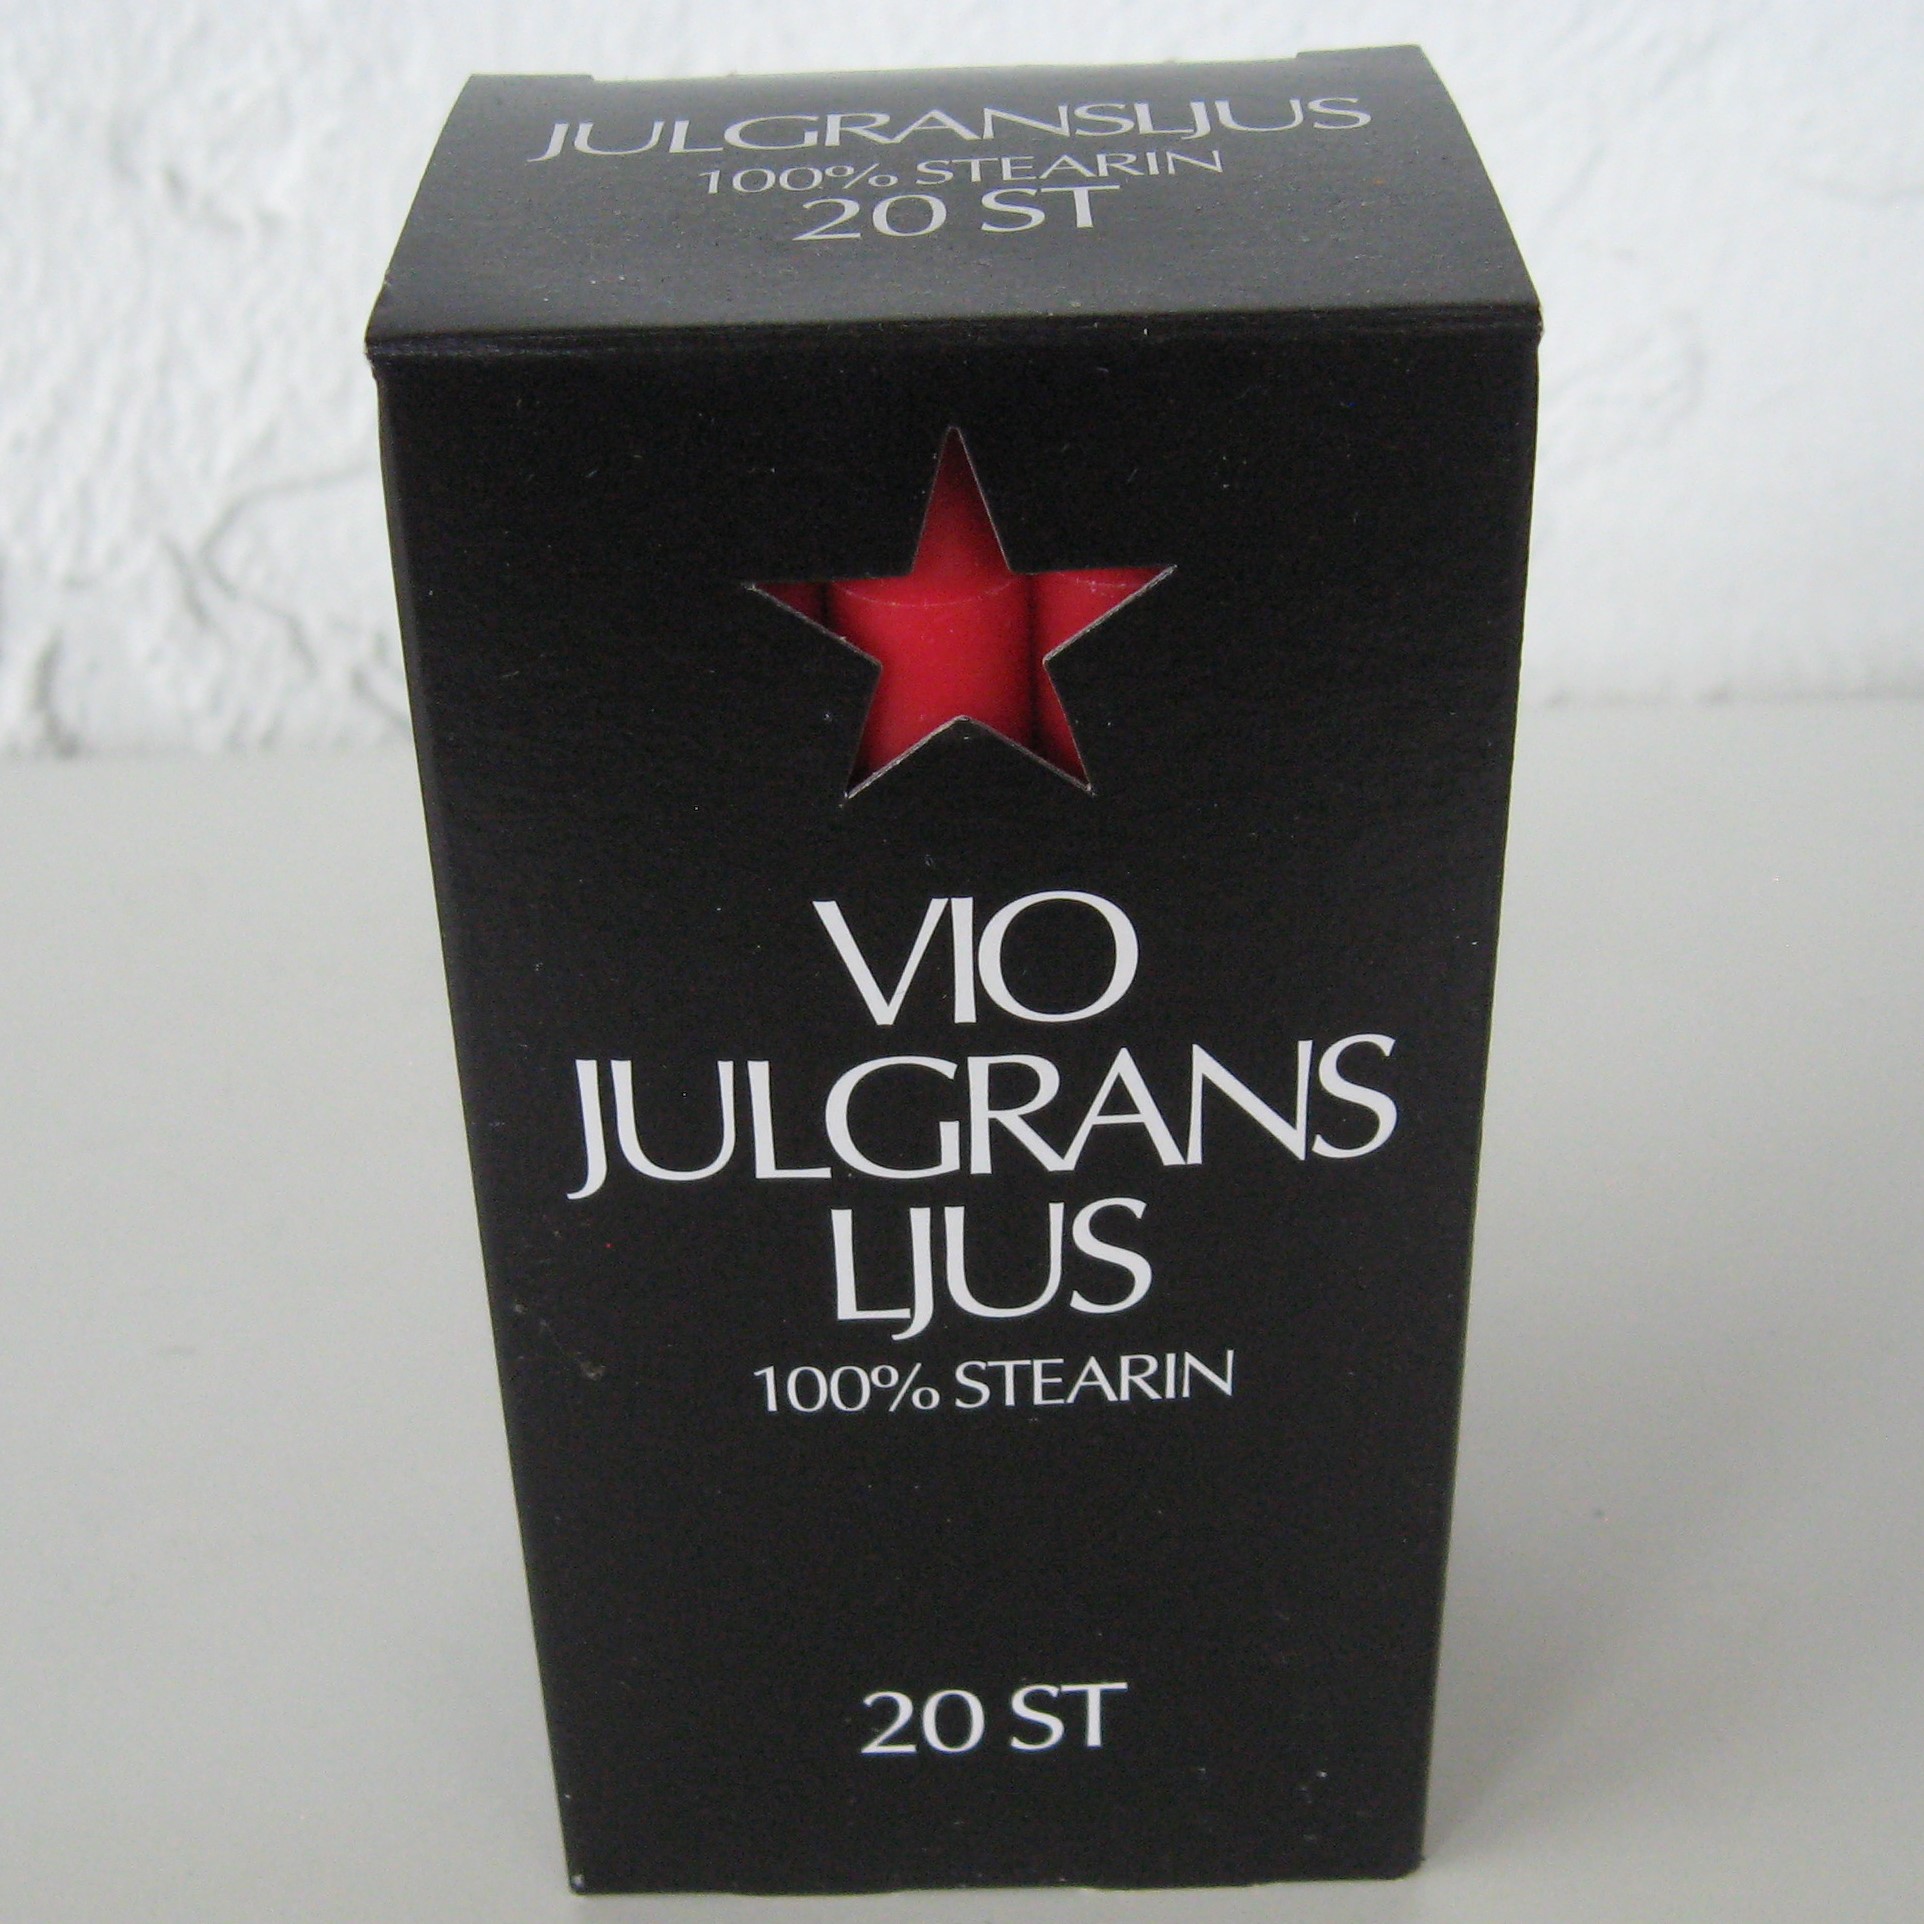 JULGRANSLJUS
100% STEARIN
20 ST
VIO
JULGRANS
LJUS
100% STEARIN
20 ST